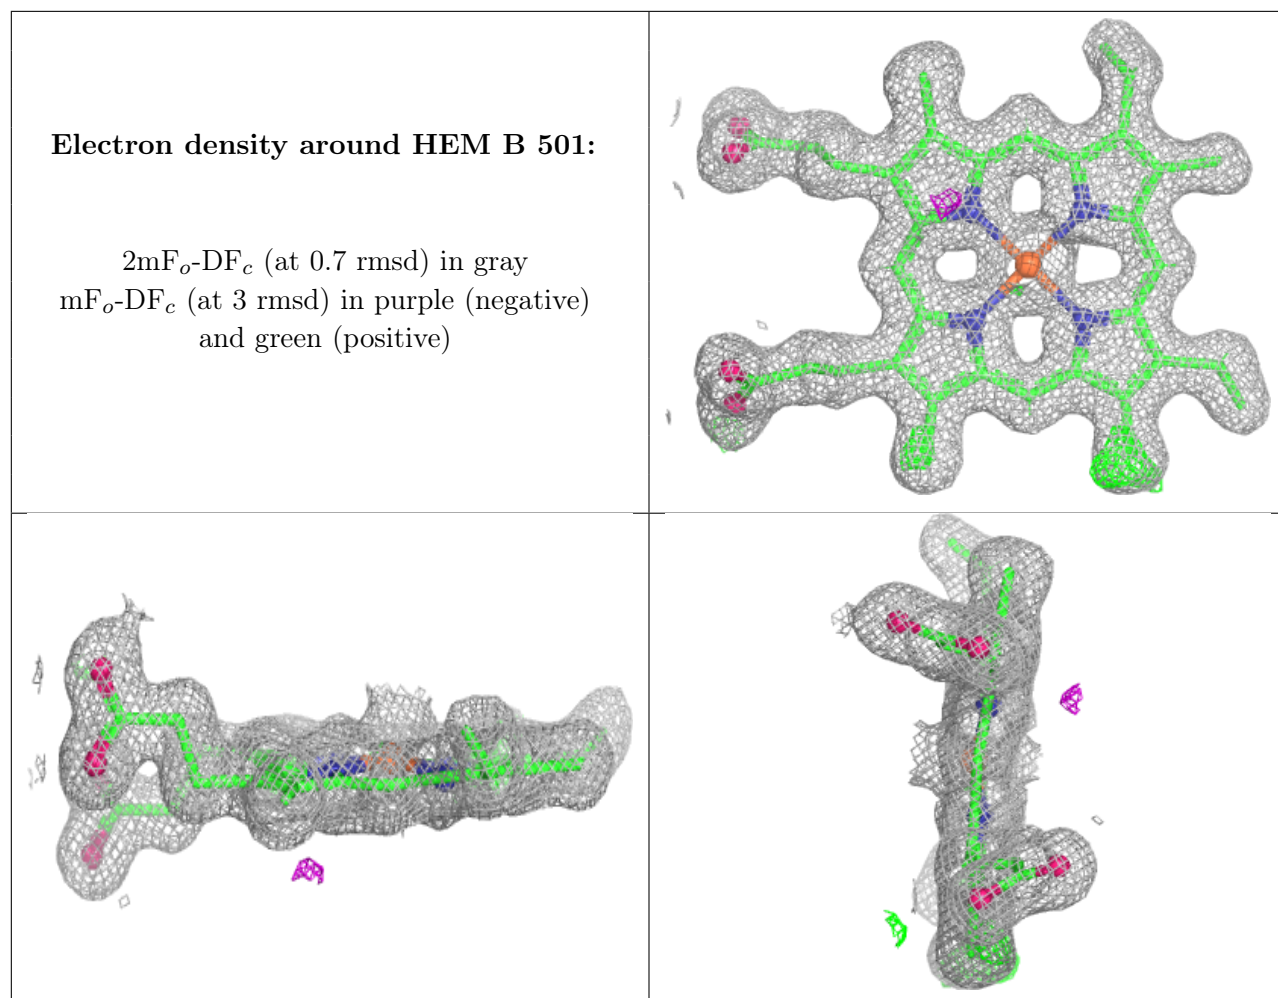 Electron density around HEM B 501:
2mFo-DFc (at 0.7 rmsd) in gray
mFo-DFc (at 3 rmsd) in purple (negative)
and green (positive)